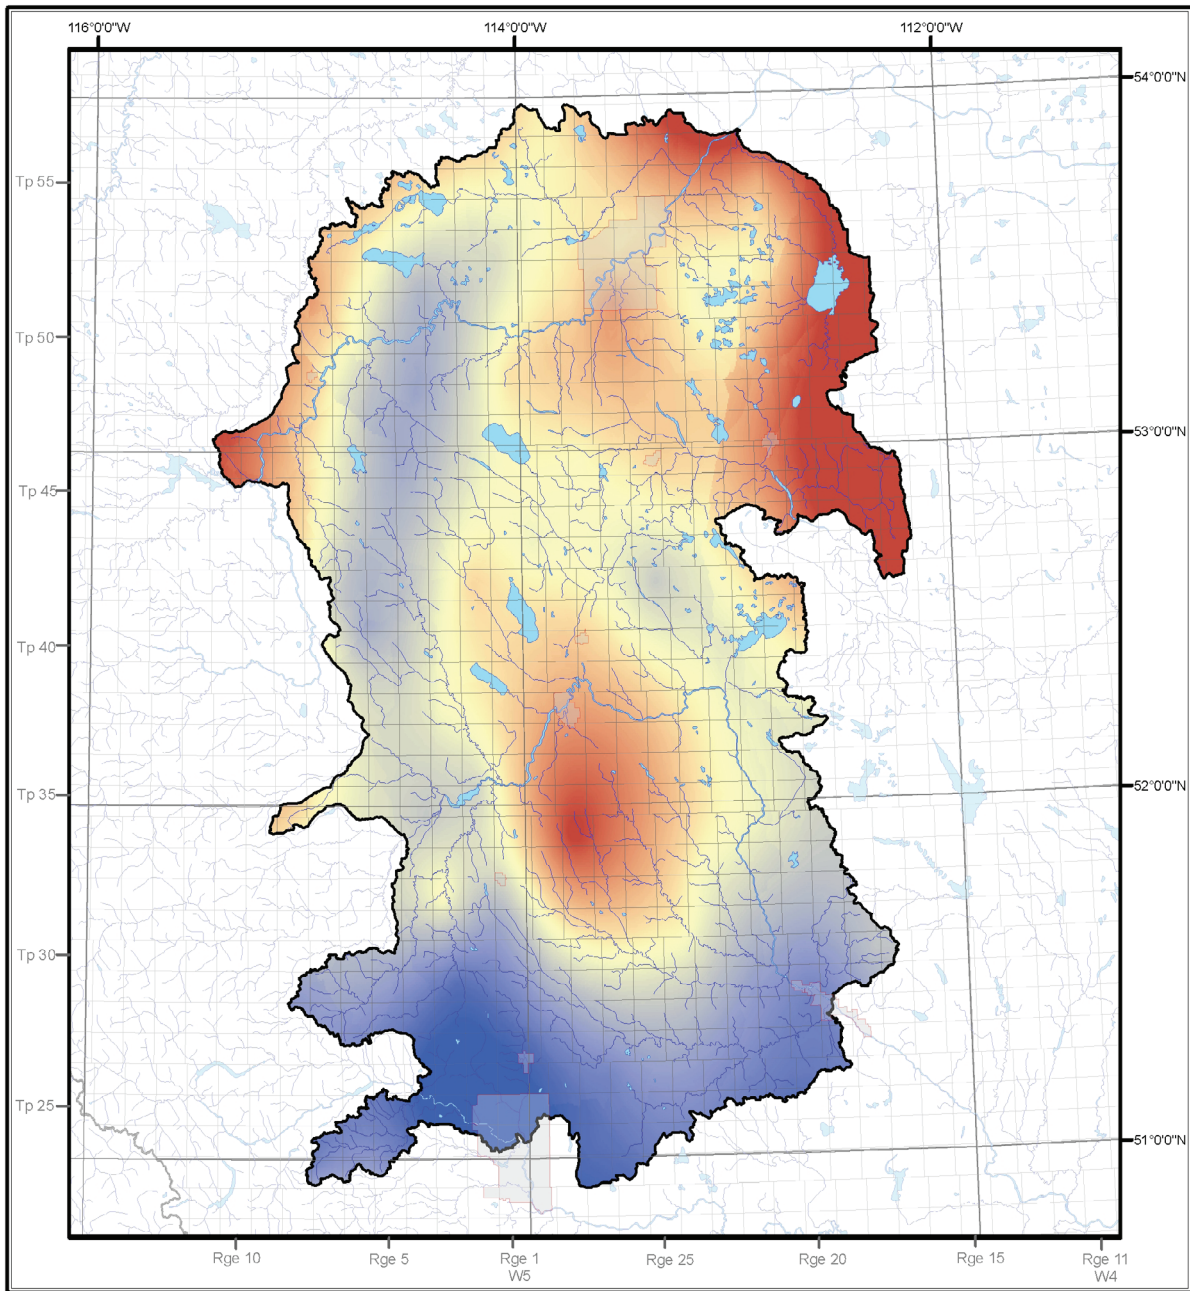 116°0'0"W 114°0'0"W 112°0'0"W
54°0'0"N
Tp 55
Tp 50
53°0'0"N
Tp 45
Tp 40
52°0'0"N
Tp 35
Tp 30
Tp 25
51°0'0"N
Rge 10 Rge 5 Rge 1 Rge 25 Rge 20 Rge 15 Rge 11
W5 W4